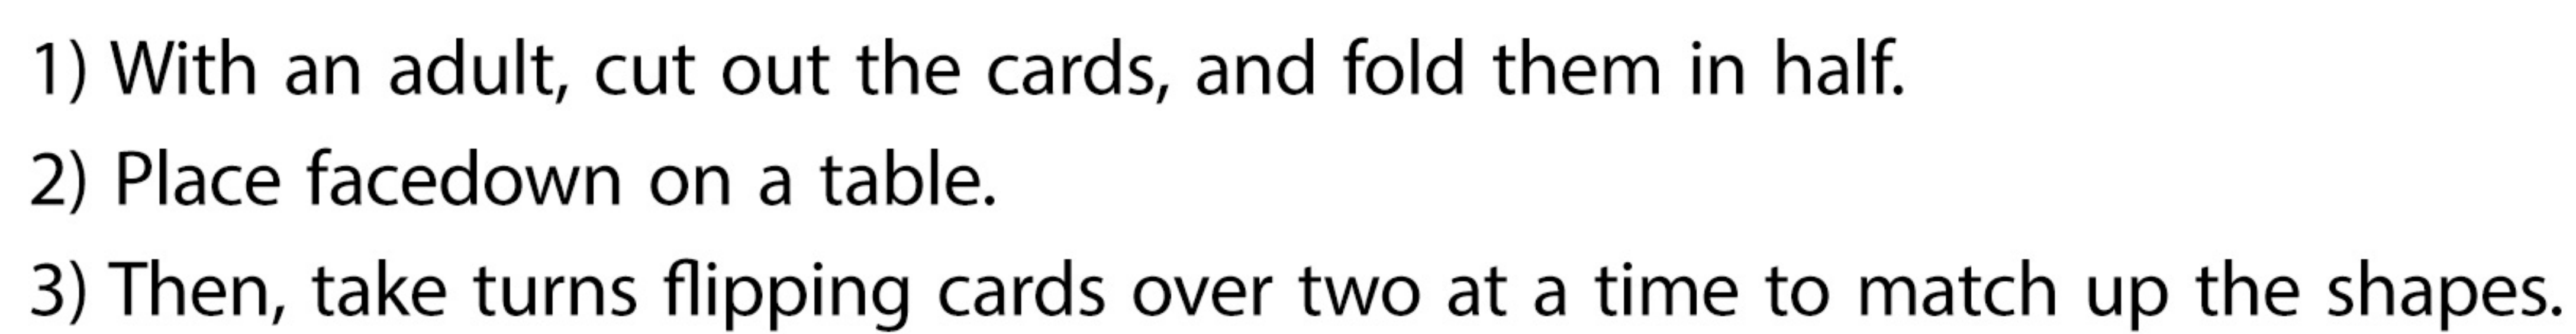 1) With an adult, cut out the cards, and fold them in half.
2) Place facedown on a table.
3) Then, take turns flipping cards over two at a time to match up the shapes.